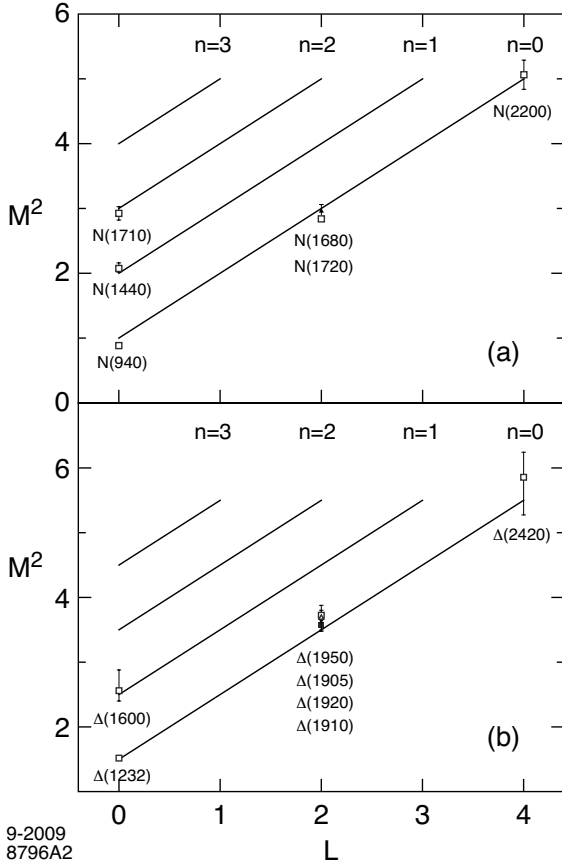 n=3 n=2 n=1 n=0
6
4
2
0
M²
N(2200)
N(1710)
N(1680)
N(1720)
N(1440)
N(940)
(a)
n=3 n=2 n=1 n=0
6
4
2
M²
Δ(2420)
Δ(1950)
Δ(1905)
Δ(1920)
Δ(1910)
Δ(1600)
Δ(1232)
(b)
0 1 2 3 4
L
9-2009
8796A2